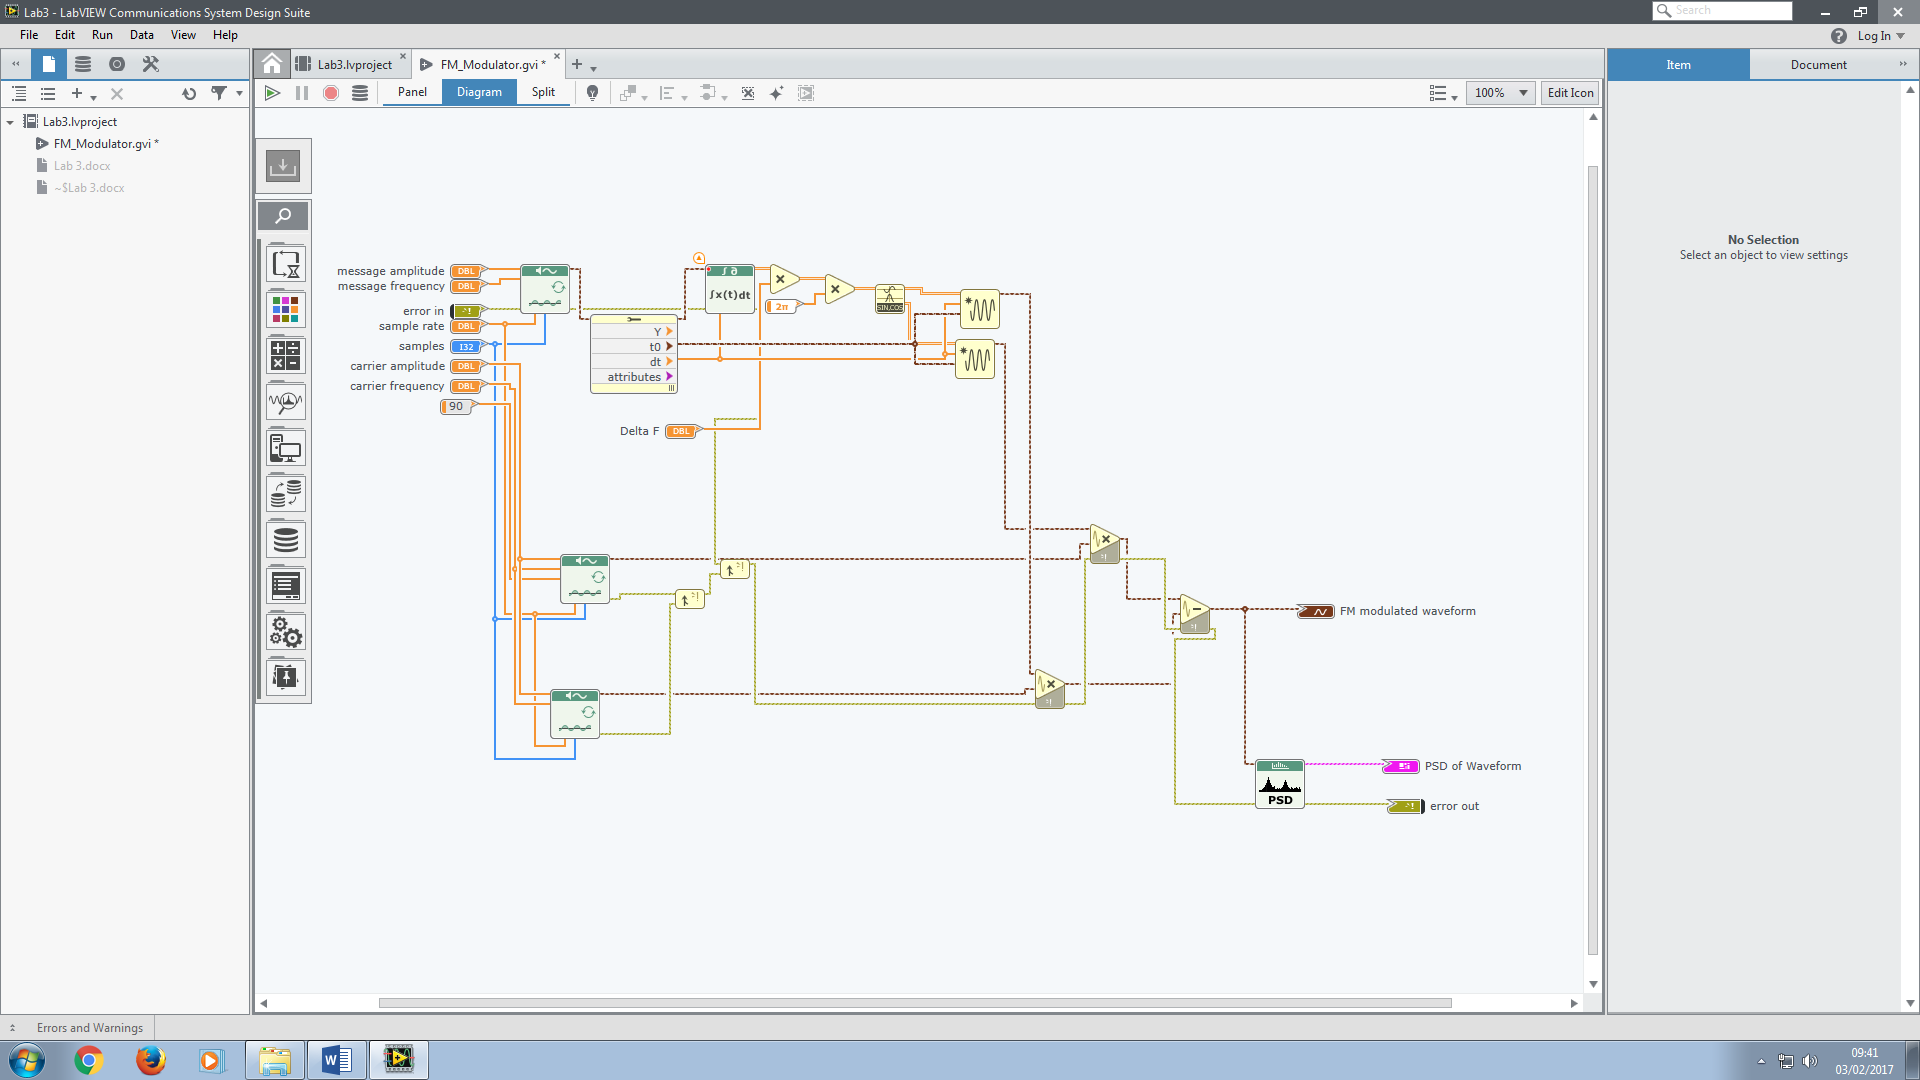 Lab3 - LabVIEW Communications System Design Suite
Search
File Edit Run Data View Help
Log In
Lab3.lvproject
FM_Modulator.gvi *
Item
Document
Panel
Diagram
Split
100%
Edit Icon
Lab3.lvproject
FM_Modulator.gvi *
Lab 3.docx
~$Lab 3.docx
No Selection
Select an object to view settings
message amplitude DBL
message frequency DBL
error in
sample rate DBL
samples I32
carrier amplitude DBL
carrier frequency DBL
90
∫ ∂
∫x(t)dt
2π
SIN,COS
Y
t0
dt
attributes
Delta F DBL
FM modulated waveform
PSD
PSD of Waveform
error out
Errors and Warnings
09:41
03/02/2017